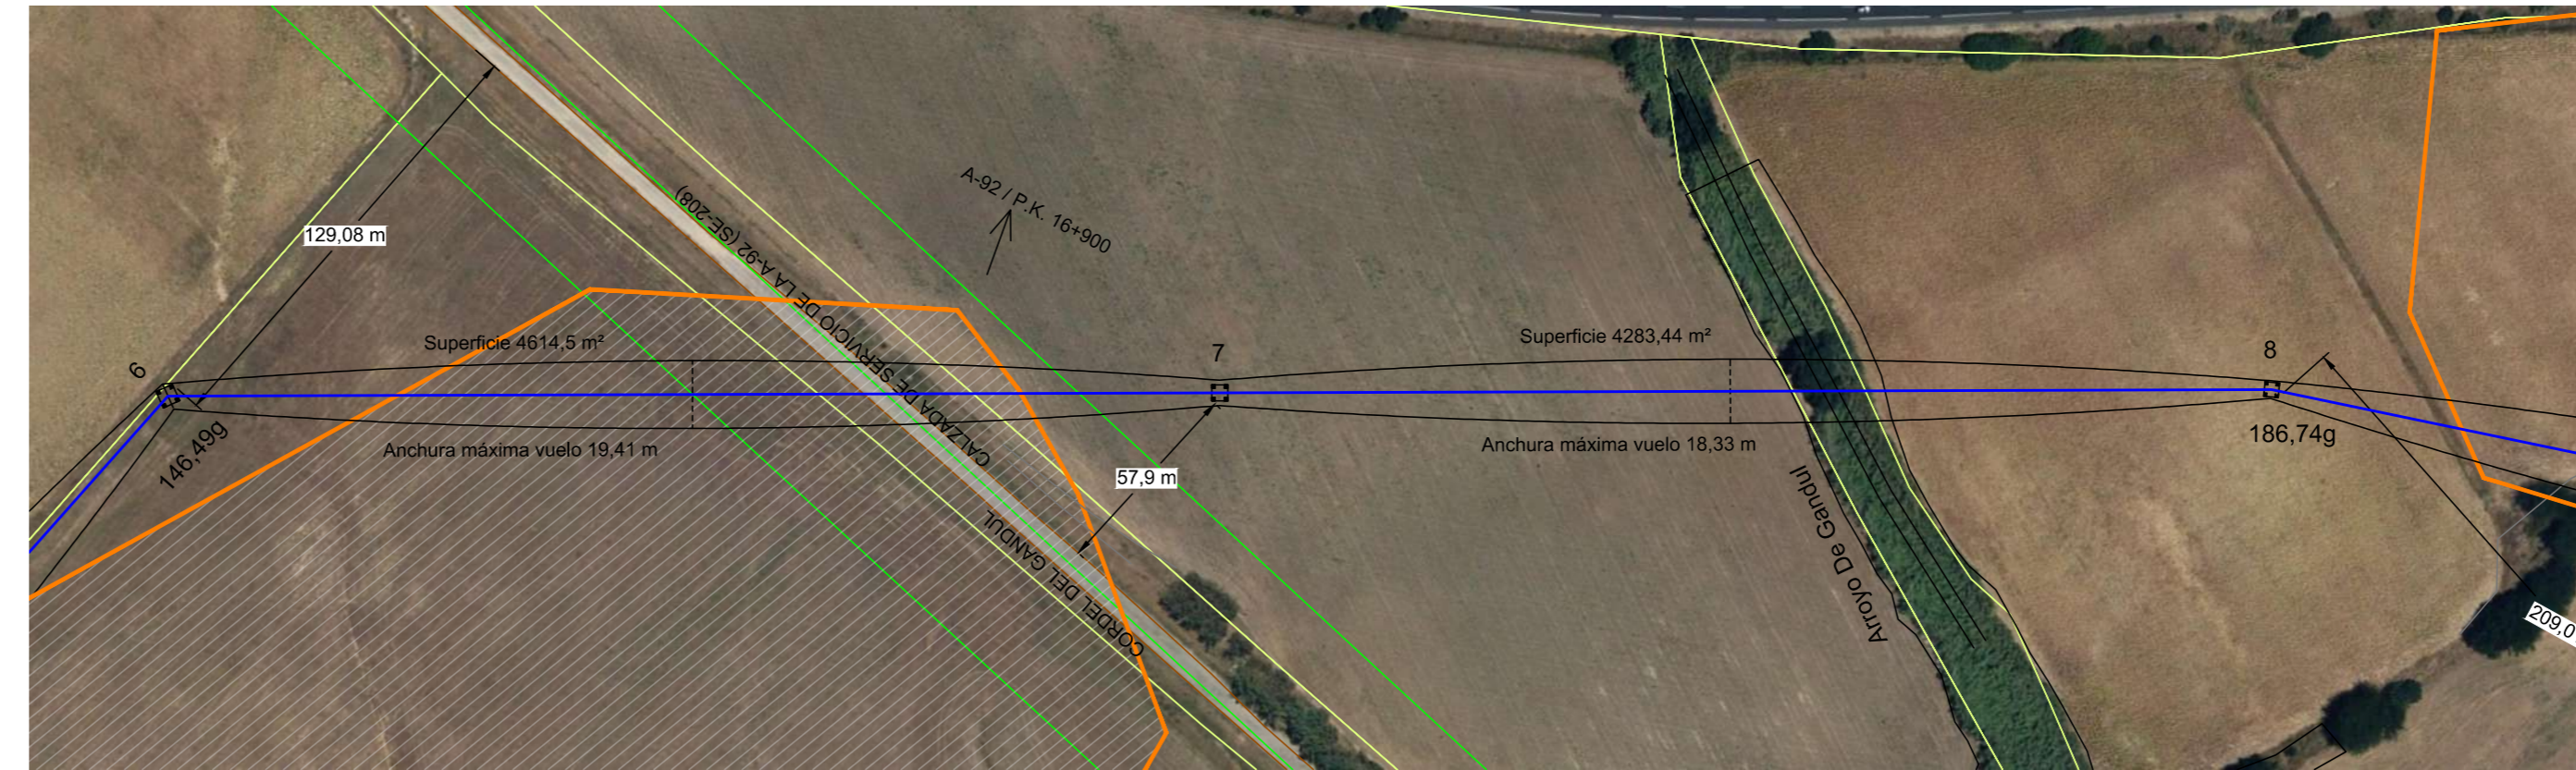 129,08 m
CALZADA DE SERVICIO DE LA A-92 (SE-208)
A-92 / P.K. 16+900
Superficie 4614,5 m²
Superficie 4283,44 m²
6
7
8
146,49g
Anchura máxima vuelo 19,41 m
Anchura máxima vuelo 18,33 m
186,74g
57,9 m
CORDEL DEL GANDUL
Arroyo De Gandul
209,0